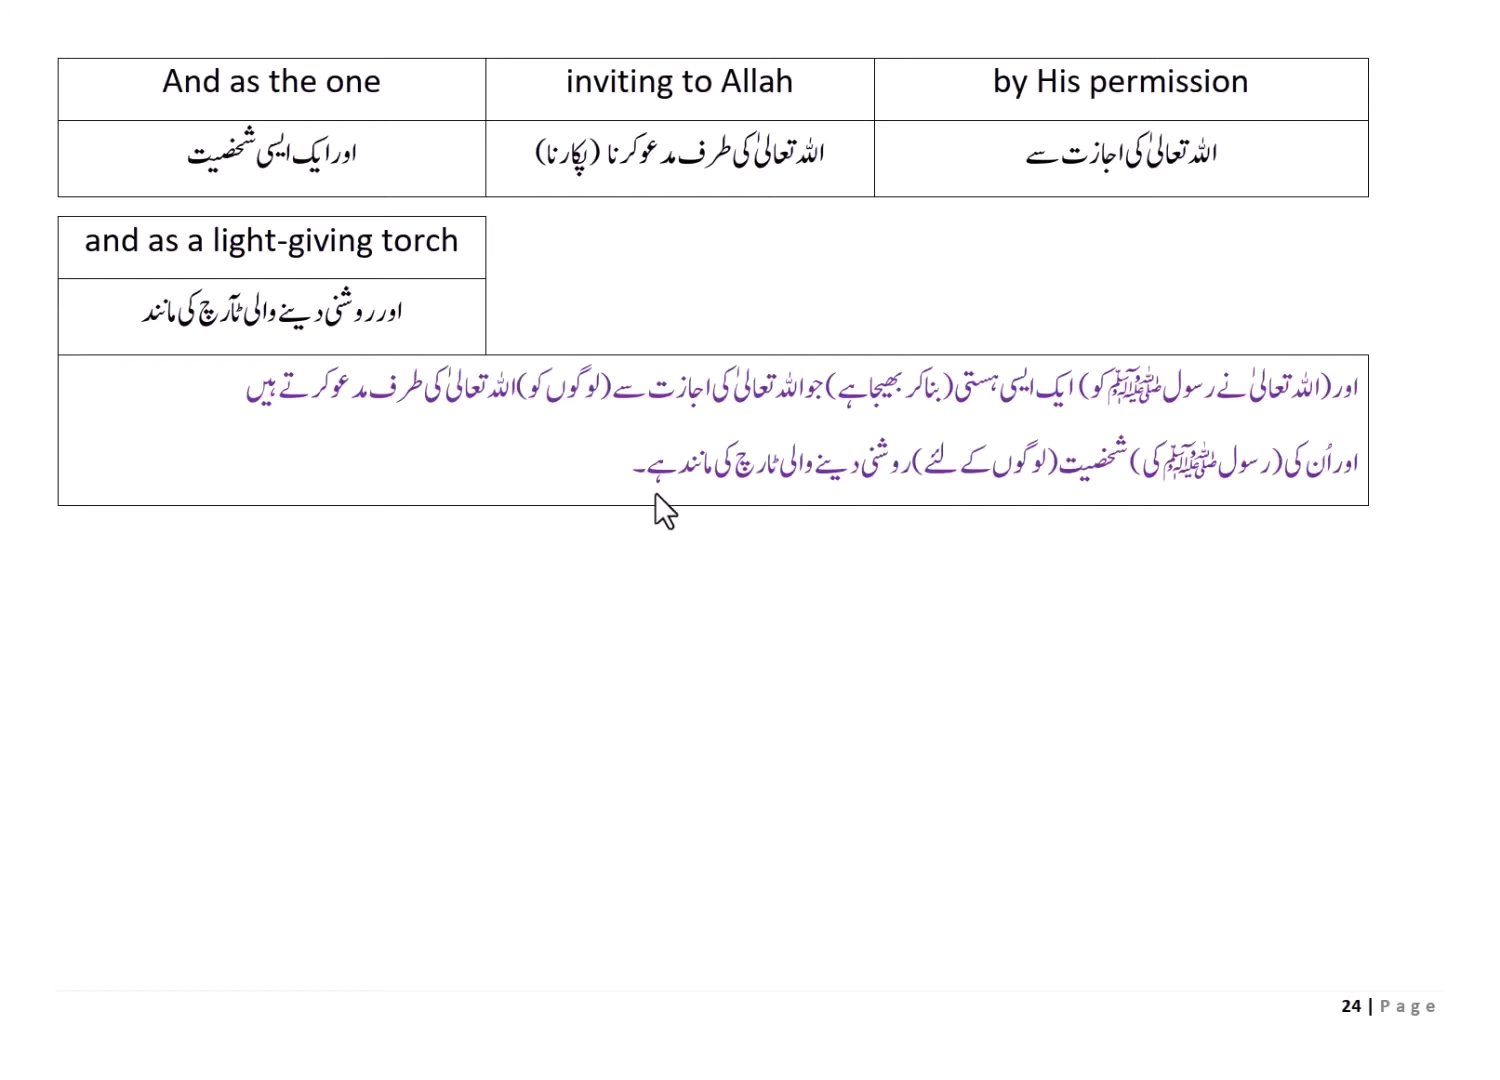 And as the one
inviting to Allah
by His permission
اور ایک ایسی شخصیت
اللہ تعالیٰ کی طرف مدعو کرنا (پکارنا)
اللہ تعالیٰ کی اجازت سے
and as a light-giving torch
اور روشنی دینے والی ٹآرچ کی مانند
اور (اللہ تعالیٰ نے رسول ﷺ کو) ایک ایسی ہستی (بنا کر بھیجا ہے) جو اللہ تعالیٰ کی اجازت سے (لوگوں کو) اللہ تعالیٰ کی طرف مدعو کرتے ہیں
اور اُن کی (رسول ﷺ کی) شخصیت (لوگوں کے لئے) روشنی دینے والی ٹارچ کی مانند ہے۔
24 | Page